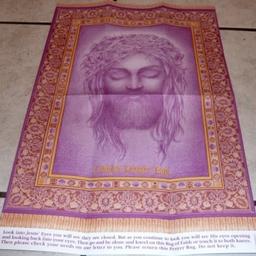 Look into Jesus' Eyes you will see they are closed. But as you continue to look you will see His eyes opening
and looking back into your eyes. Then go and be alone and kneel on this Rug of Faith or touch it to both knees.
Then please check your needs on our letter to you. Please return this Prayer Rug. Do not keep it.